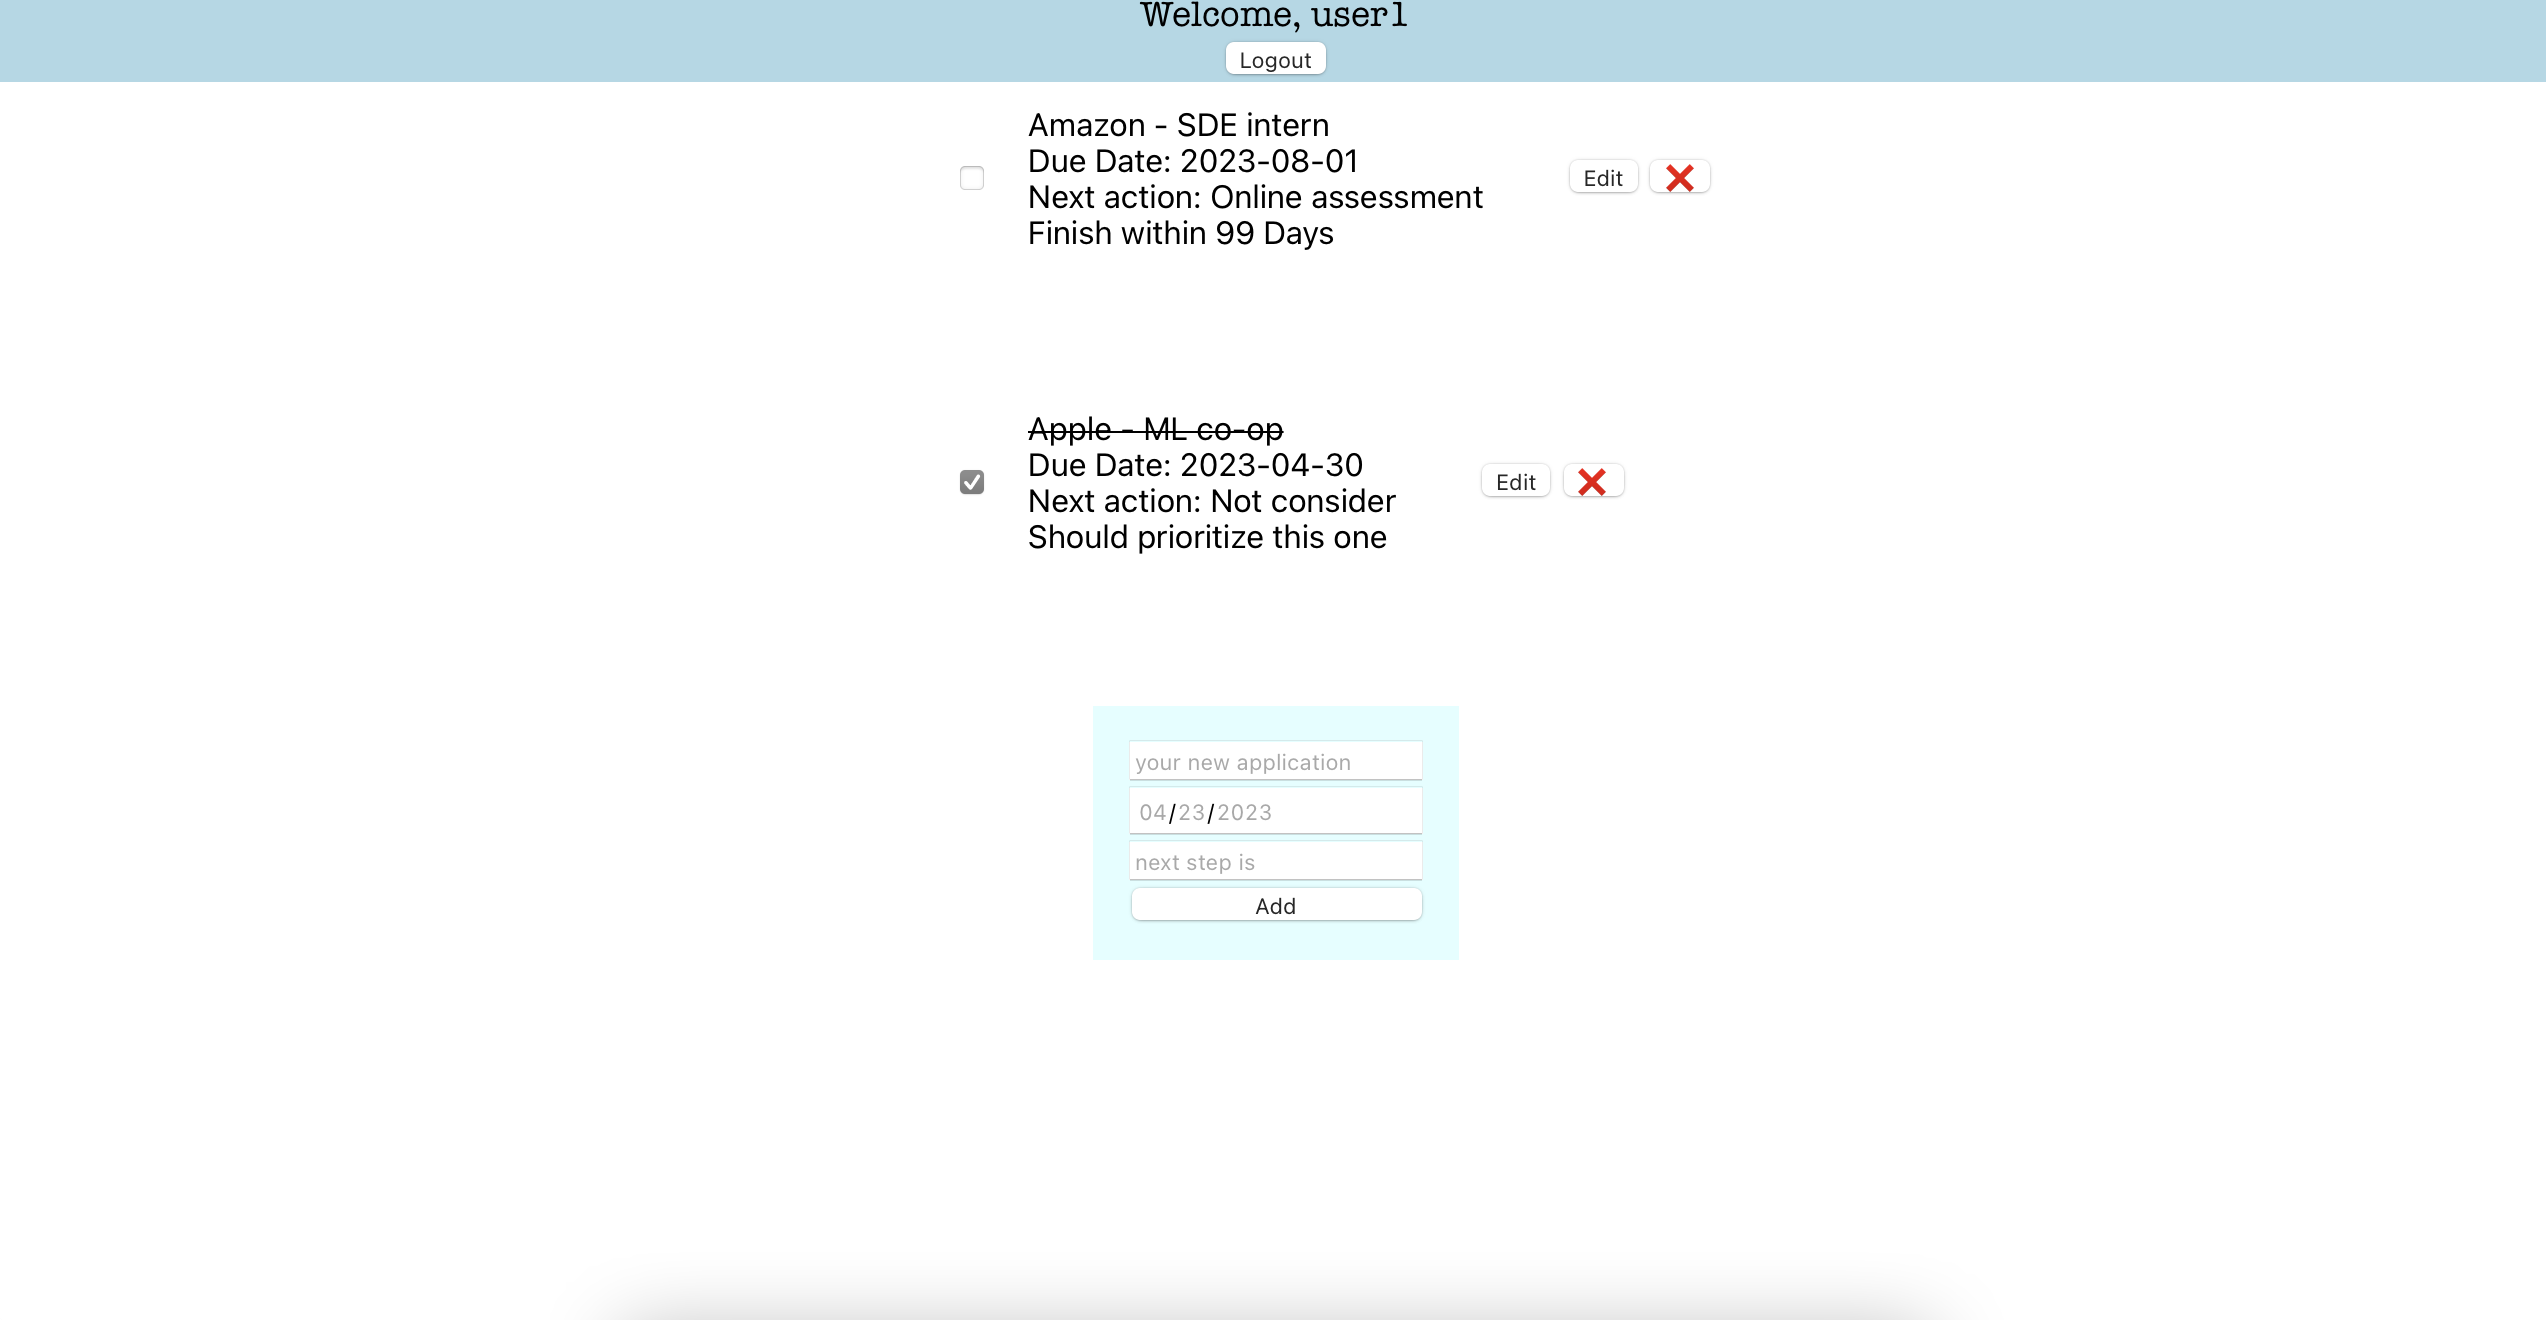 Welcome, user1
Logout
Amazon - SDE intern
Due Date: 2023-08-01
Next action: Online assessment
Finish within 99 Days
Edit
Apple - ML co-op
Due Date: 2023-04-30
Next action: Not consider
Should prioritize this one
Edit
your new application
04/23/2023
next step is
Add